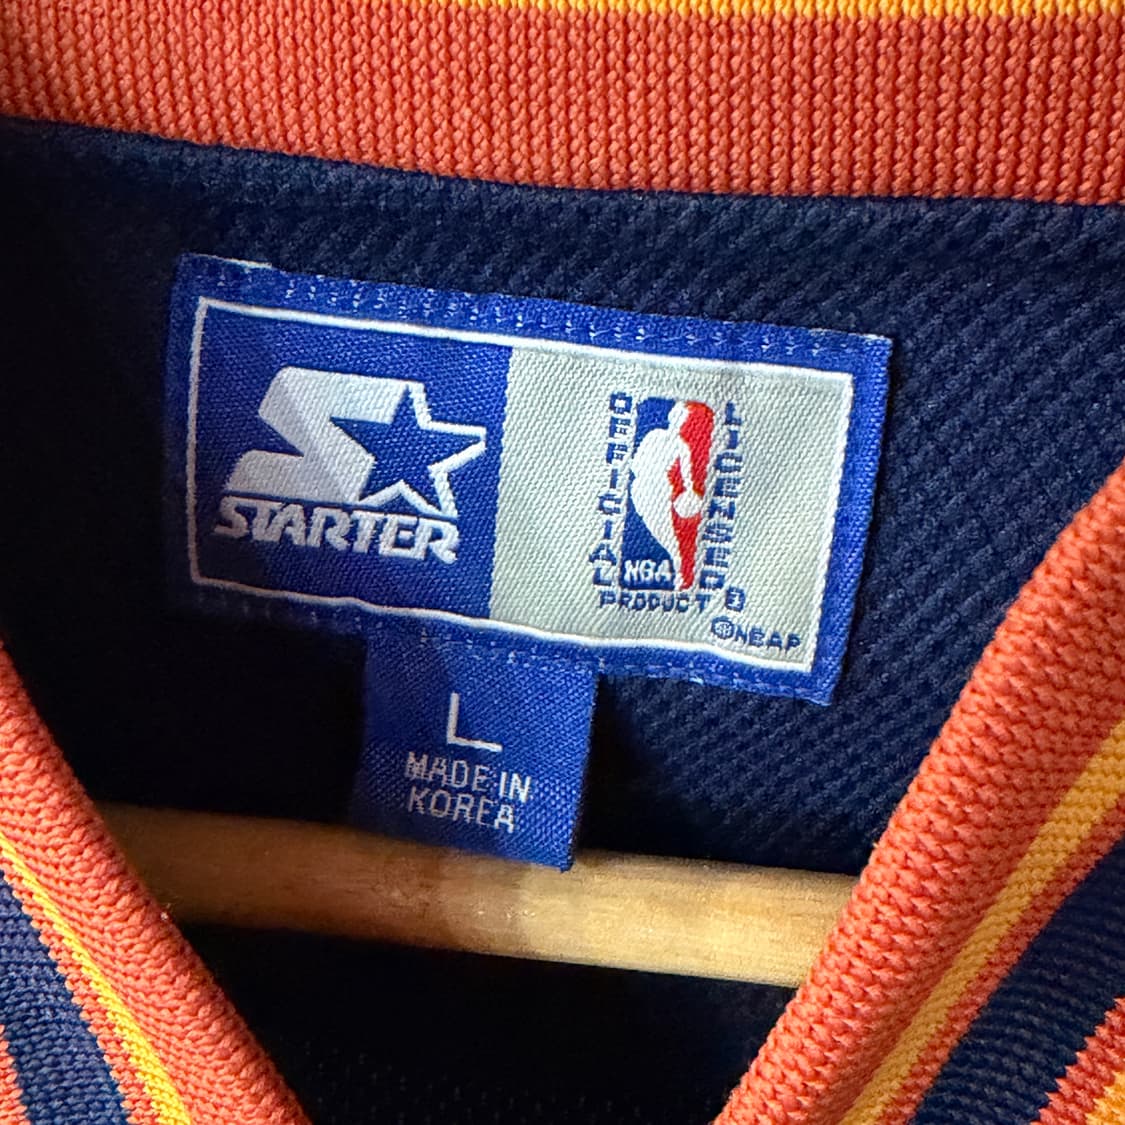 STARTER
OFFICIAL
LICENSED
NBA
PRODUCT ®
©NBAP
L
MADE IN
KOREA